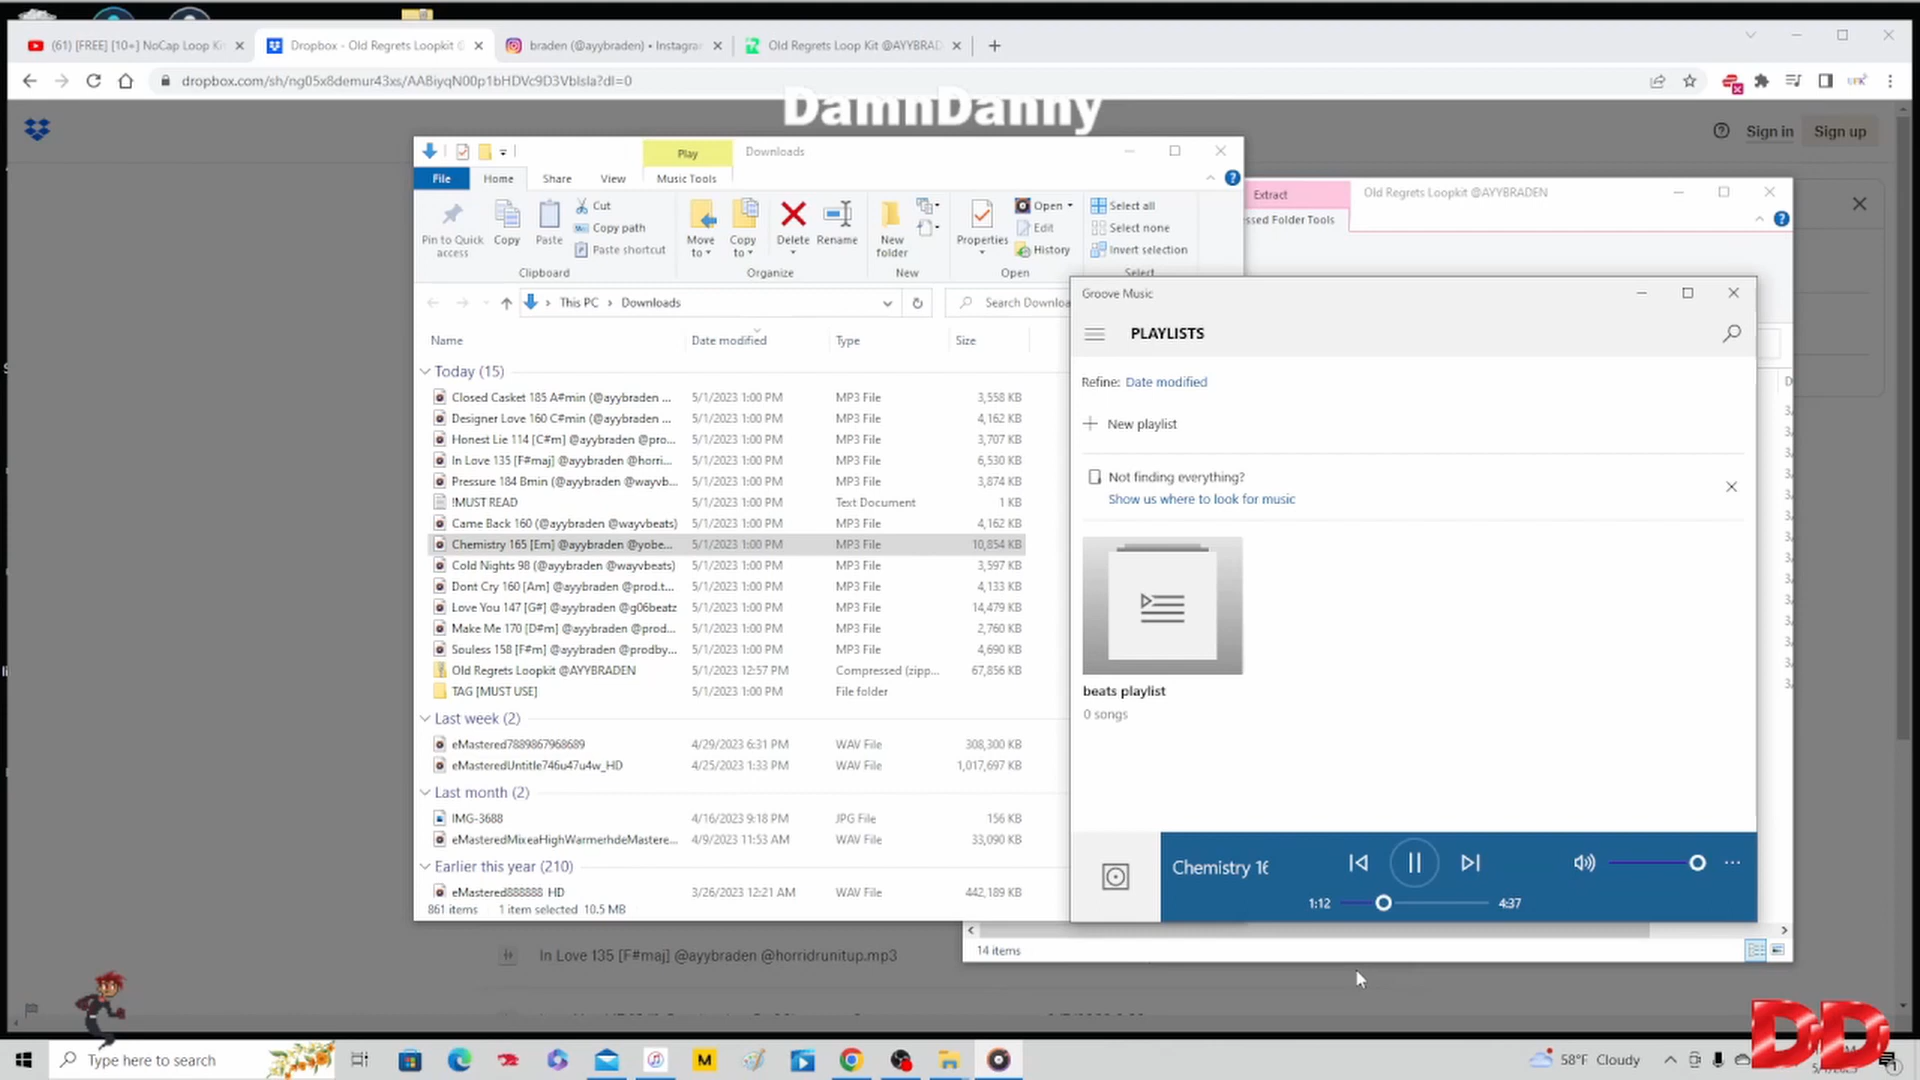 (61) [FREE] [10+] NoCap Loop Ki
Dropbox - Old Regrets Loopkit @
braden (@ayybraden) • Instagra
Old Regrets Loop Kit @AYYBRAD
dropbox.com/sh/ng05x8demur43xs/AABiyqN00p1bHDVc9D3Vblsla?dl=0
DamnDanny
Sign in
Sign up
Play
Downloads
File
Home
Share
View
Music Tools
Pin to Quick access
Copy
Paste
Cut
Copy path
Paste shortcut
Clipboard
Move to
Copy to
Delete
Rename
Organize
New folder
New
Properties
Open
Edit
History
Open
Select all
Select none
Invert selection
Select
This PC > Downloads
Search Downloa
Name
Date modified
Type
Size
Today (15)
Closed Casket 185 A#min (@ayybraden ... 5/1/2023 1:00 PM MP3 File 3,558 KB
Designer Love 160 C#min (@ayybraden ... 5/1/2023 1:00 PM MP3 File 4,162 KB
Honest Lie 114 [C#m] @ayybraden @pro... 5/1/2023 1:00 PM MP3 File 3,707 KB
In Love 135 [F#maj] @ayybraden @horri... 5/1/2023 1:00 PM MP3 File 6,530 KB
Pressure 184 Bmin (@ayybraden @wayvb... 5/1/2023 1:00 PM MP3 File 3,874 KB
!MUST READ 5/1/2023 1:00 PM Text Document 1 KB
Came Back 160 (@ayybraden @wayvbeats) 5/1/2023 1:00 PM MP3 File 4,162 KB
Chemistry 165 [Em] @ayybraden @yobe... 5/1/2023 1:00 PM MP3 File 10,854 KB
Cold Nights 98 (@ayybraden @wayvbeats) 5/1/2023 1:00 PM MP3 File 3,597 KB
Dont Cry 160 [Am] @ayybraden @prod.t... 5/1/2023 1:00 PM MP3 File 4,133 KB
Love You 147 [G#] @ayybraden @g06beatz 5/1/2023 1:00 PM MP3 File 14,479 KB
Make Me 170 [D#m] @ayybraden @prod... 5/1/2023 1:00 PM MP3 File 2,760 KB
Souless 158 [F#m] @ayybraden @prodby... 5/1/2023 1:00 PM MP3 File 4,690 KB
Old Regrets Loopkit @AYYBRADEN 5/1/2023 12:57 PM Compressed (zipp... 67,856 KB
TAG [MUST USE] 5/1/2023 1:00 PM File folder
Last week (2)
eMastered7889867968689 4/29/2023 6:31 PM WAV File 308,300 KB
eMasteredUntitle746u47u4w_HD 4/25/2023 1:33 PM WAV File 1,017,697 KB
Last month (2)
IMG-3688 4/16/2023 9:18 PM JPG File 156 KB
eMasteredMixeaHighWarmerhdeMastere... 4/9/2023 11:53 AM WAV File 33,090 KB
Earlier this year (210)
eMastered888888_HD 3/26/2023 12:21 AM WAV File 442,189 KB
861 items 1 item selected 10.5 MB
Extract
Old Regrets Loopkit @AYYBRADEN
ssed Folder Tools
Groove Music
PLAYLISTS
Refine: Date modified
New playlist
Not finding everything?
Show us where to look for music
beats playlist
0 songs
Chemistry 16
1:12
4:37
14 items
In Love 135 [F#maj] @ayybraden @horridrunitup.mp3
Type here to search
58°F Cloudy
DD